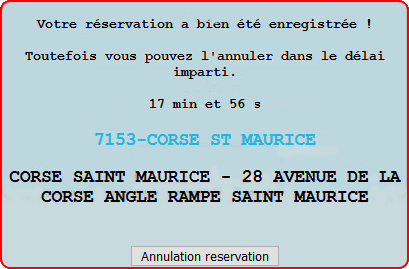 Votre réservation a bien été enregistrée !
Toutefois vous pouvez l'annuler dans le délai
imparti.
17 min et 56 s
7153-CORSE ST MAURICE
CORSE SAINT MAURICE - 28 AVENUE DE LA
CORSE ANGLE RAMPE SAINT MAURICE
Annulation reservation